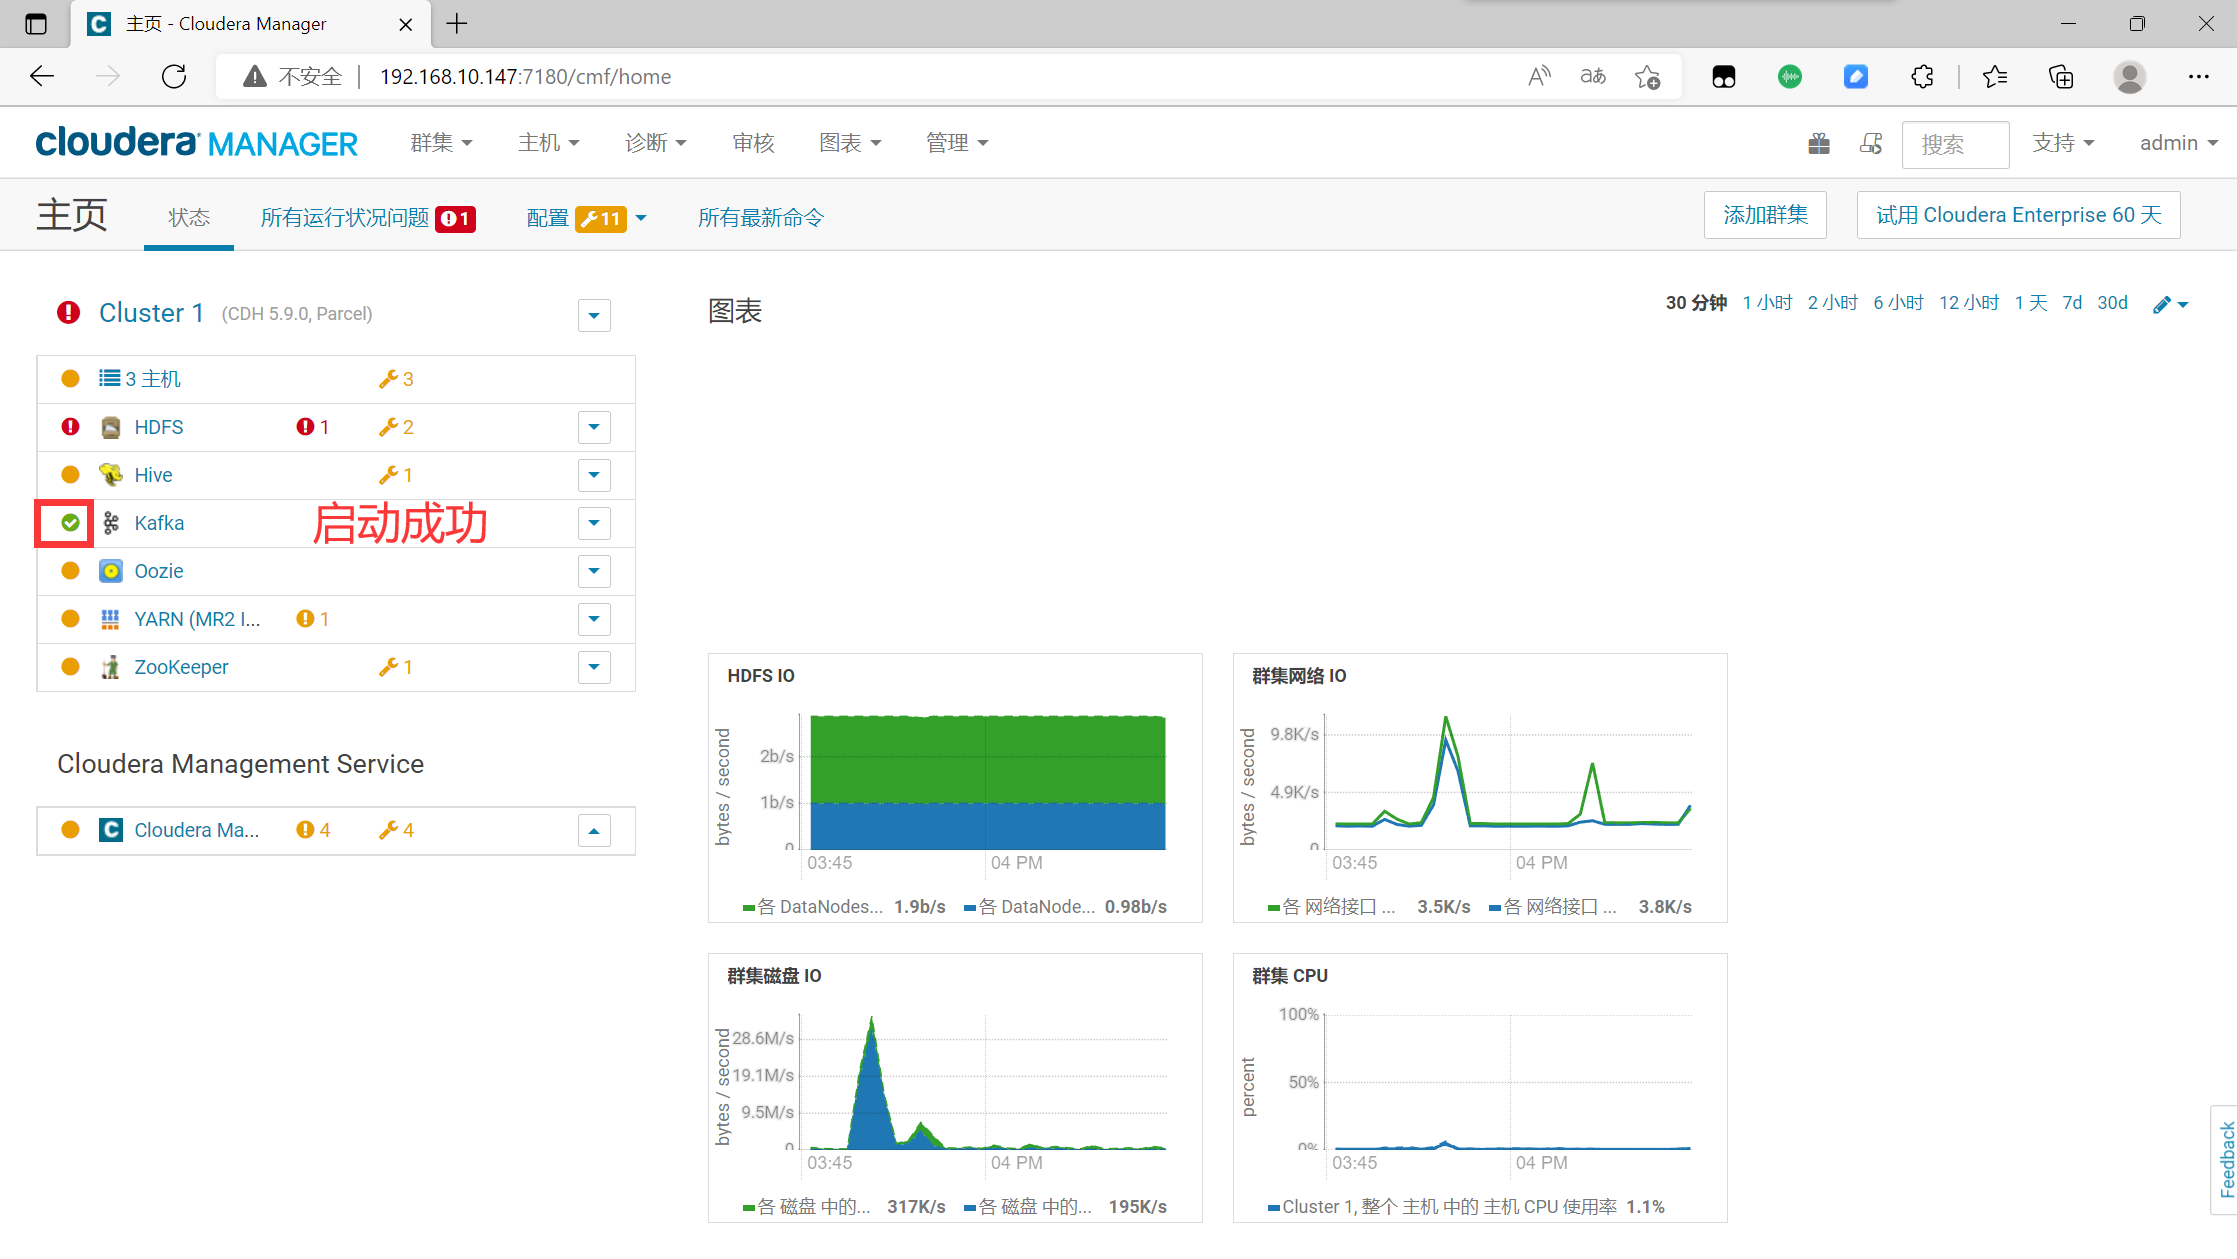 主页 - Cloudera Manager
不安全 192.168.10.147:7180/cmf/home
cloudera MANAGER 群集 主机 诊断 审核 图表 管理 搜索 支持 admin
主页 状态 所有运行状况问题 1 配置 11 所有最新命令 添加群集 试用 Cloudera Enterprise 60 天
Cluster 1 (CDH 5.9.0, Parcel)
3 主机 3
HDFS 1 2
Hive 1
Kafka 启动成功
Oozie
YARN (MR2 I... 1
ZooKeeper 1
Cloudera Management Service
Cloudera Ma... 4 4
图表 30 分钟 1 小时 2 小时 6 小时 12 小时 1 天 7d 30d
HDFS IO
bytes / second
2b/s
1b/s
0
03:45 04 PM
各 DataNodes... 1.9b/s 各 DataNode... 0.98b/s
群集网络 IO
bytes / second
9.8K/s
4.9K/s
0
03:45 04 PM
各 网络接口 ... 3.5K/s 各 网络接口 ... 3.8K/s
群集磁盘 IO
bytes / second
28.6M/s
19.1M/s
9.5M/s
0
03:45 04 PM
各 磁盘 中的... 317K/s 各 磁盘 中的... 195K/s
群集 CPU
percent
100%
50%
0%
03:45 04 PM
Cluster 1, 整个 主机 中的 主机 CPU 使用率 1.1%
Feedback